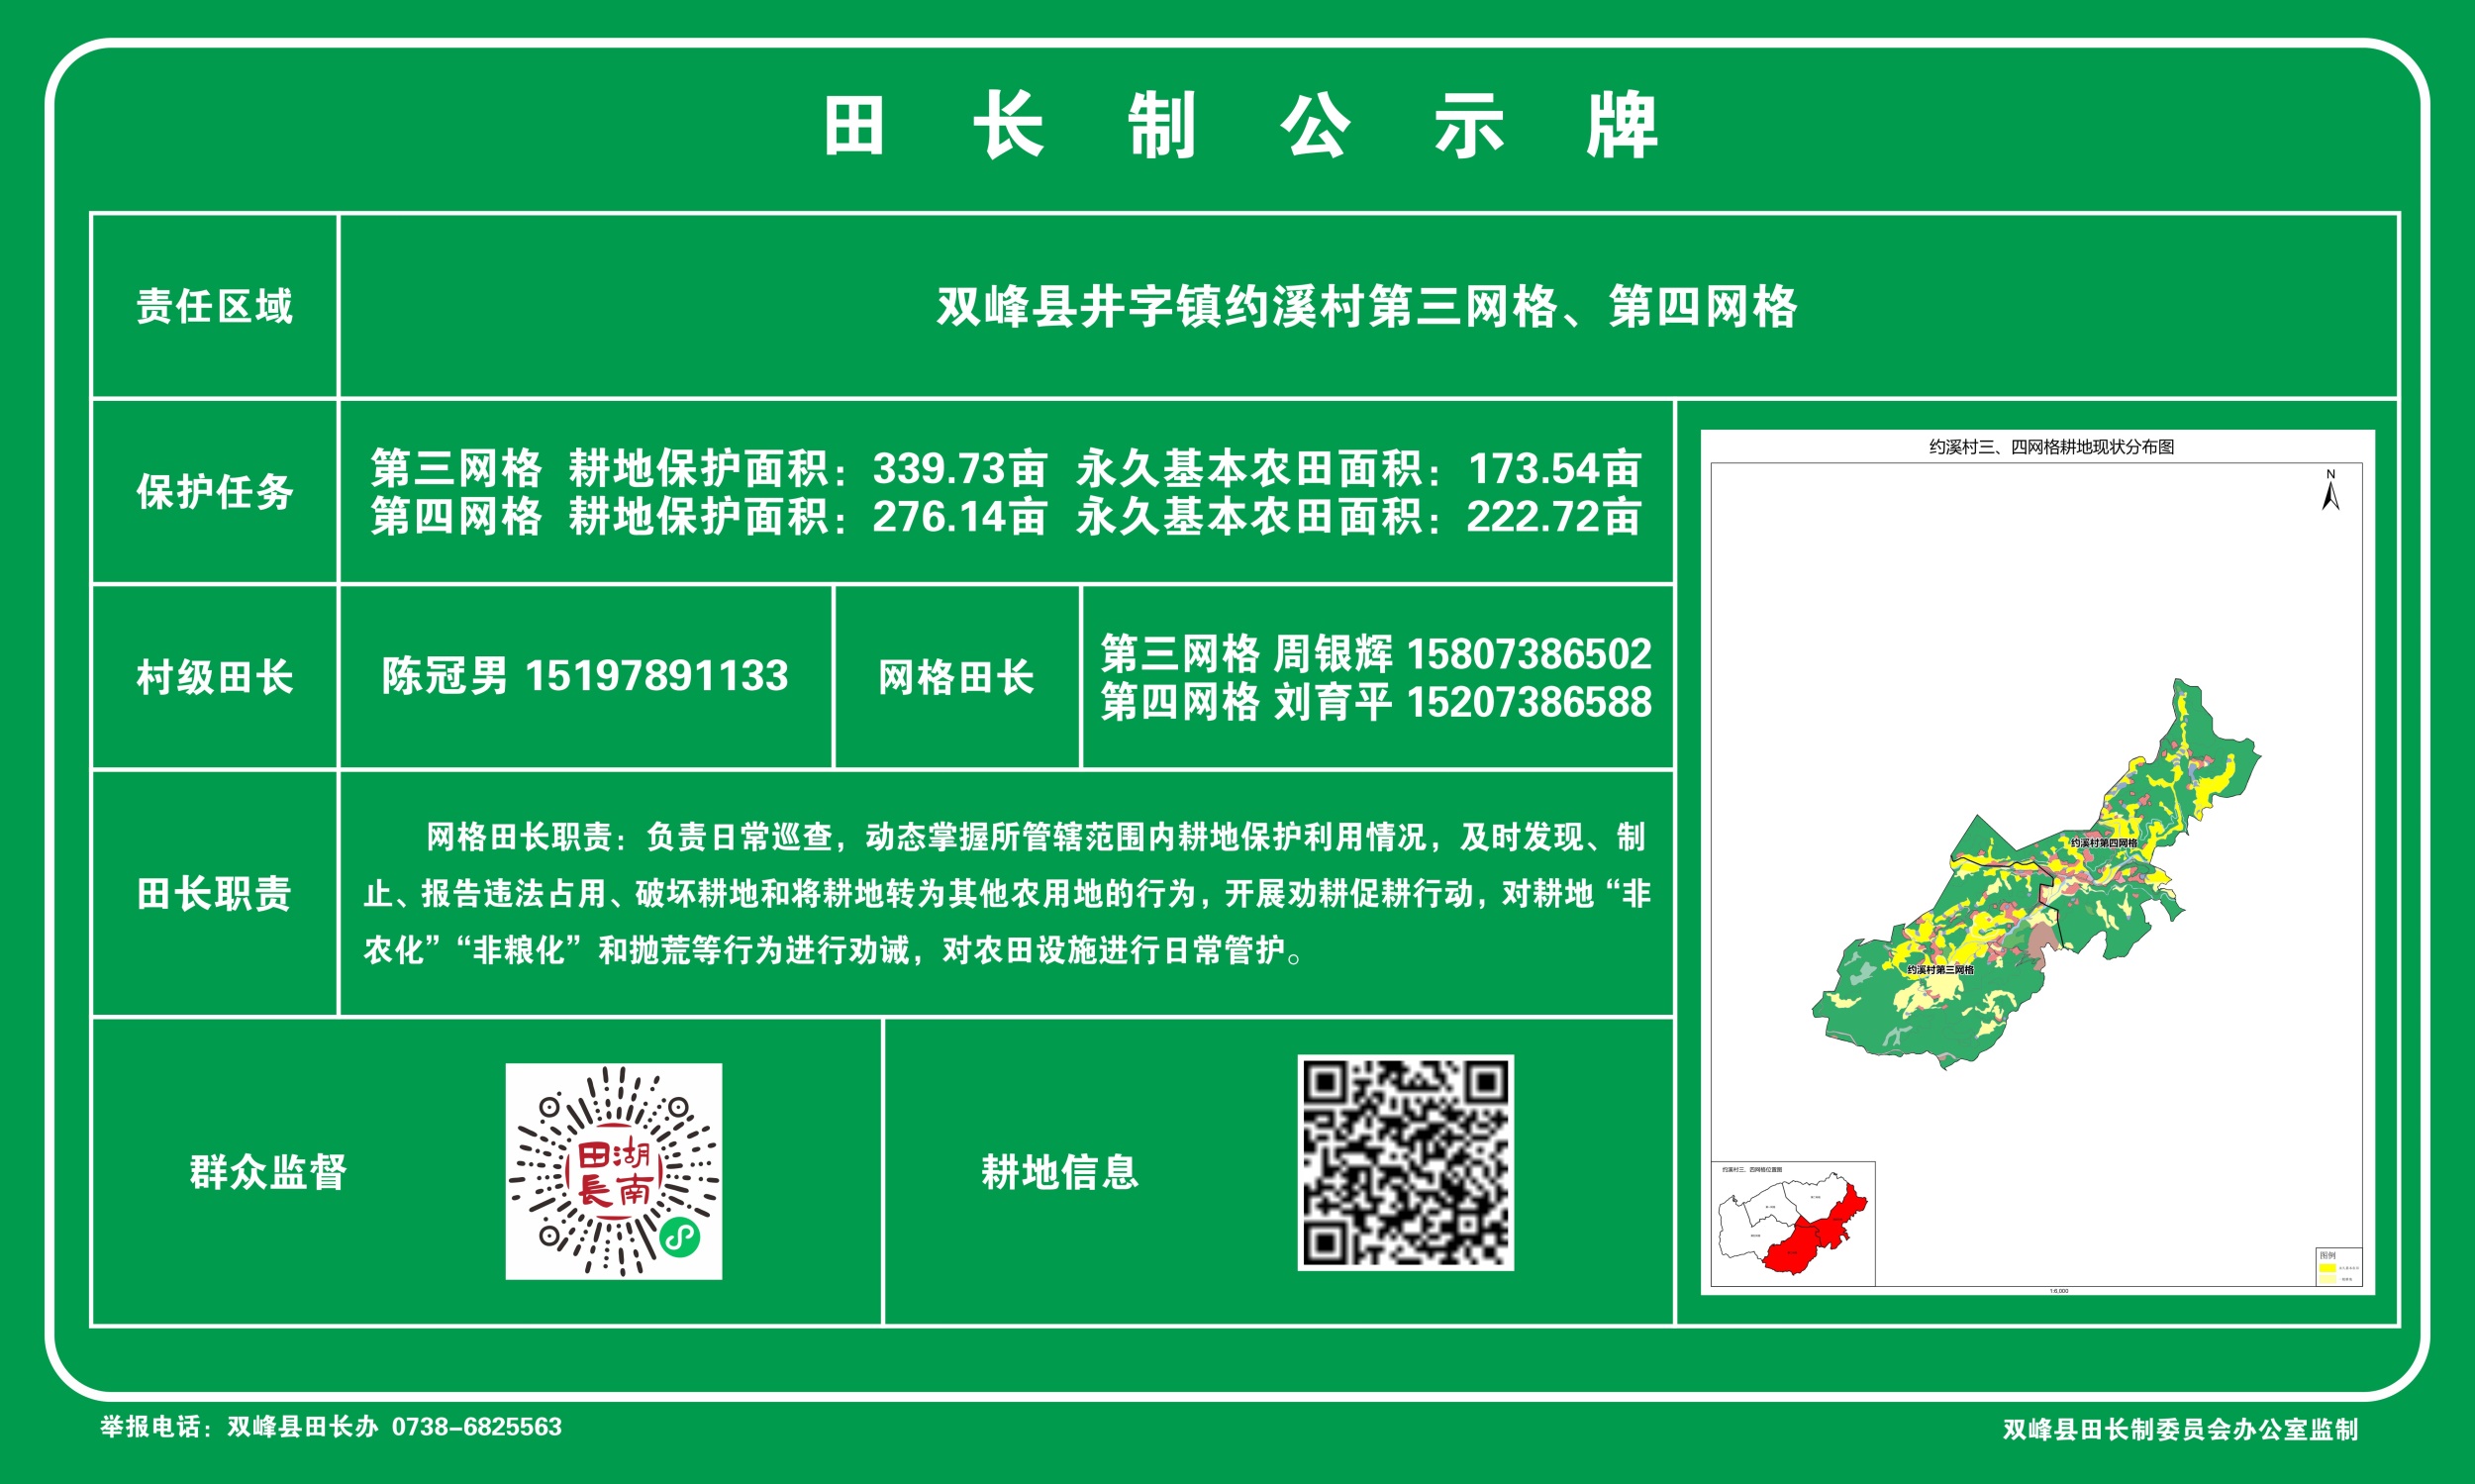 田长制公示牌
责任区域
双峰县井字镇约溪村第三网格、第四网格
保护任务
第三网格 耕地保护面积：339.73亩 永久基本农田面积：173.54亩
第四网格 耕地保护面积：276.14亩 永久基本农田面积：222.72亩
村级田长
陈冠男 15197891133
网格田长
第三网格 周银辉 15807386502
第四网格 刘育平 15207386588
田长职责
网格田长职责：负责日常巡查，动态掌握所管辖范围内耕地保护利用情况，及时发现、制
止、报告违法占用、破坏耕地和将耕地转为其他农用地的行为，开展劝耕促耕行动，对耕地“非
农化”“非粮化”和抛荒等行为进行劝诫，对农田设施进行日常管护。
群众监督
湖南
田長
耕地信息
约溪村三、四网格耕地现状分布图
N
约溪村第四网格
约溪村第三网格
约溪村三、四网格位置图
图例
1:6,000
举报电话：双峰县田长办 0738-6825563
双峰县田长制委员会办公室监制